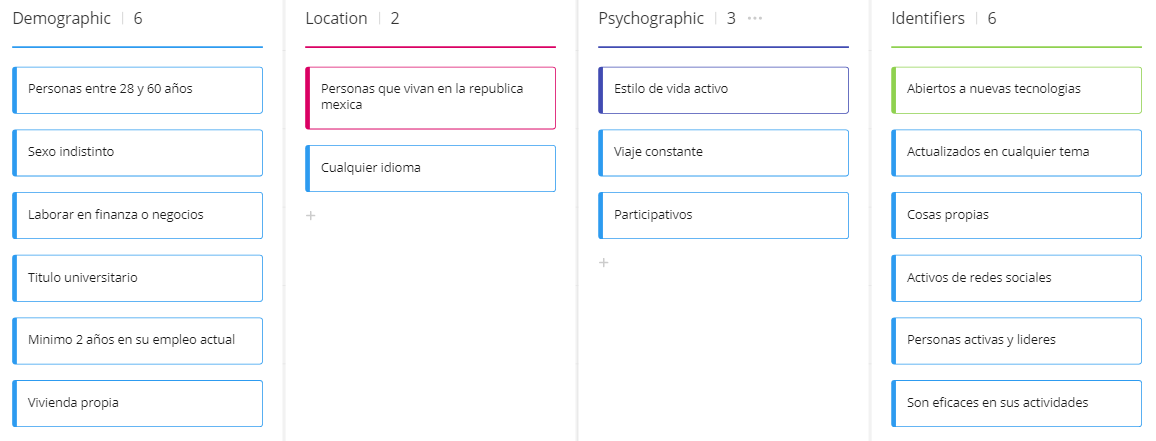 Demographic | 6
Personas entre 28 y 60 años
Sexo indistinto
Laborar en finanza o negocios
Titulo universitario
Minimo 2 años en su empleo actual
Vivienda propia
Location | 2
Personas que vivan en la republica
mexica
Cualquier idioma
+
Psychographic | 3 ···
Estilo de vida activo
Viaje constante
Participativos
+
Identifiers | 6
Abiertos a nuevas tecnologias
Actualizados en cualquier tema
Cosas propias
Activos de redes sociales
Personas activas y lideres
Son eficaces en sus actividades